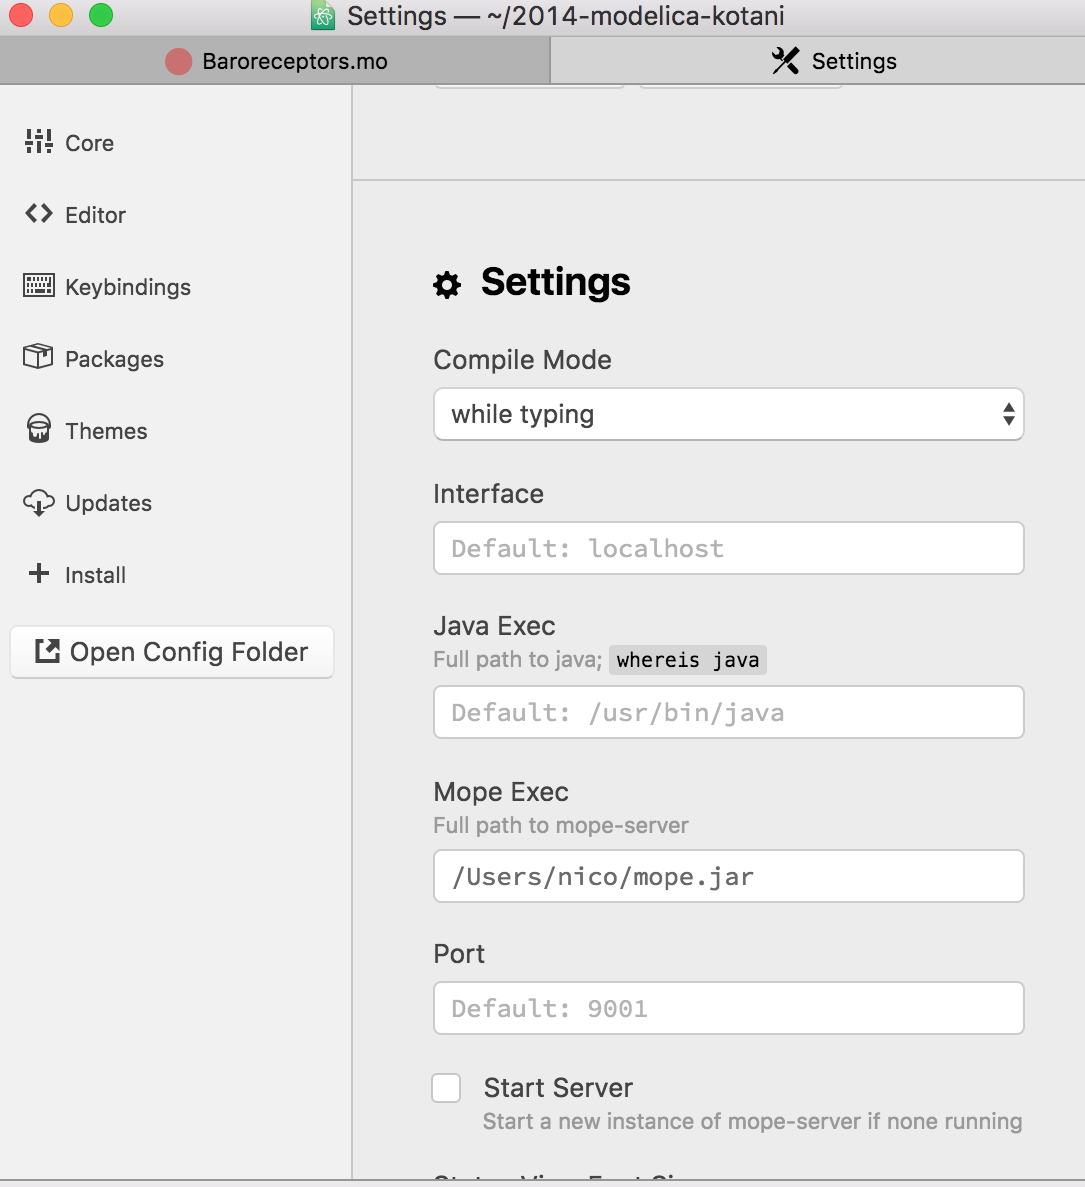 Settings — ~/2014-modelica-kotani
Baroreceptors.mo
Settings
Core
Editor
Keybindings
Packages
Themes
Updates
Install
Open Config Folder
Settings
Compile Mode
while typing
Interface
Default: localhost
Java Exec
Full path to java; whereis java
Default: /usr/bin/java
Mope Exec
Full path to mope-server
/Users/nico/mope.jar
Port
Default: 9001
Start Server
Start a new instance of mope-server if none running